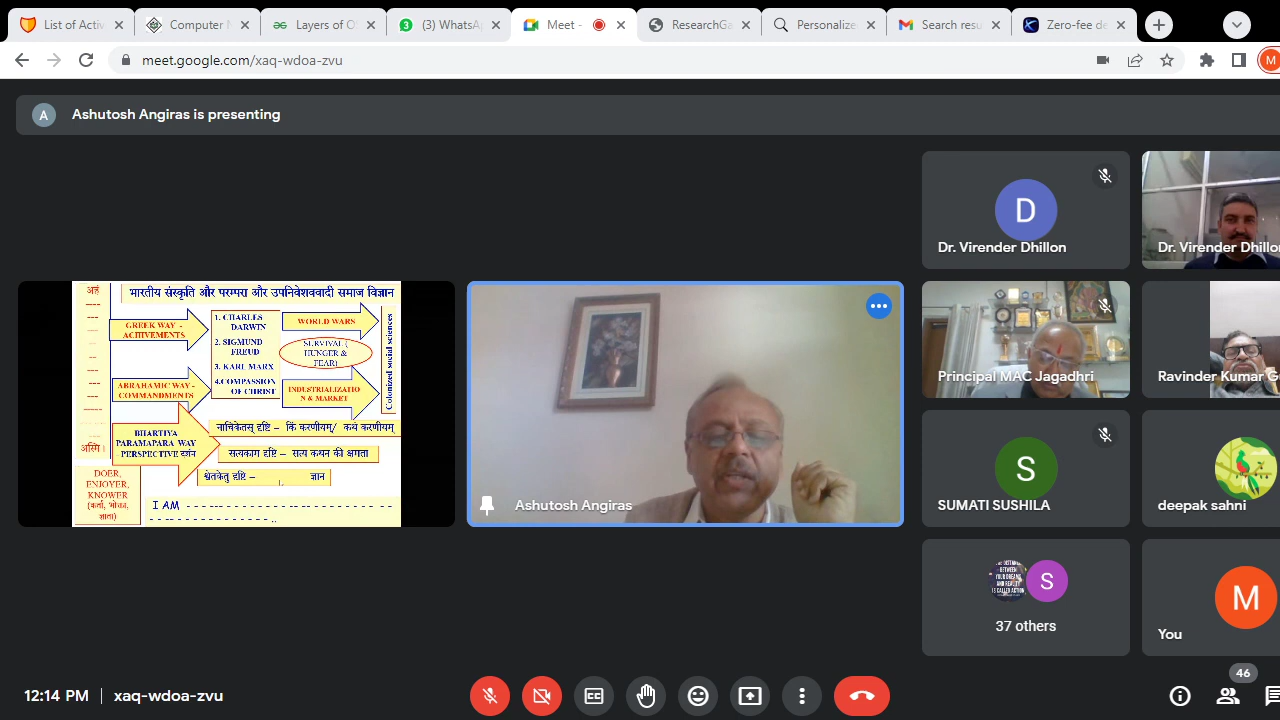 List of Activ
Computer N
Layers of OS
(3) WhatsAp
Meet -
ResearchGa
Personalize
Search resu
Zero-fee de
meet.google.com/xaq-wdoa-zvu
M
A
Ashutosh Angiras is presenting
अहं
भारतीय संस्कृति और परम्परा और उपनिवेशवादी समाज विज्ञान
GREEK WAY -
ACHIVEMENTS
1. CHARLES
DARWIN
2. SIGMUND
FREUD
3. KARL MARX
4.COMPASSION
OF CHRIST
WORLD WARS
SURVIVAL (
HUNGER &
FEAR)
INDUSTRIALIZATIO
N & MARKET
Colonized social sciences
ABRAHAMIC WAY -
COMMANDMENTS
BHARTIYA
PARAMAPARA WAY
PERSPECTIVE दर्शन
नाचिकेतस् दृष्टि – किं करणीयम्/ कथं करणीयम्
सत्यकाम दृष्टि – सत्य कथन की क्षमता
श्वेतकेतु दृष्टि – ज्ञान
अस्मि।
DOER,
ENJOYER,
KNOWER
(कर्ता, भोक्ता,
ज्ञाता)
I AM
Ashutosh Angiras
D
Dr. Virender Dhillon
Dr. Virender Dhillo
Principal MAC Jagadhri
Ravinder Kumar G
S
SUMATI SUSHILA
deepak sahni
S
37 others
M
You
12:14 PM | xaq-wdoa-zvu
46